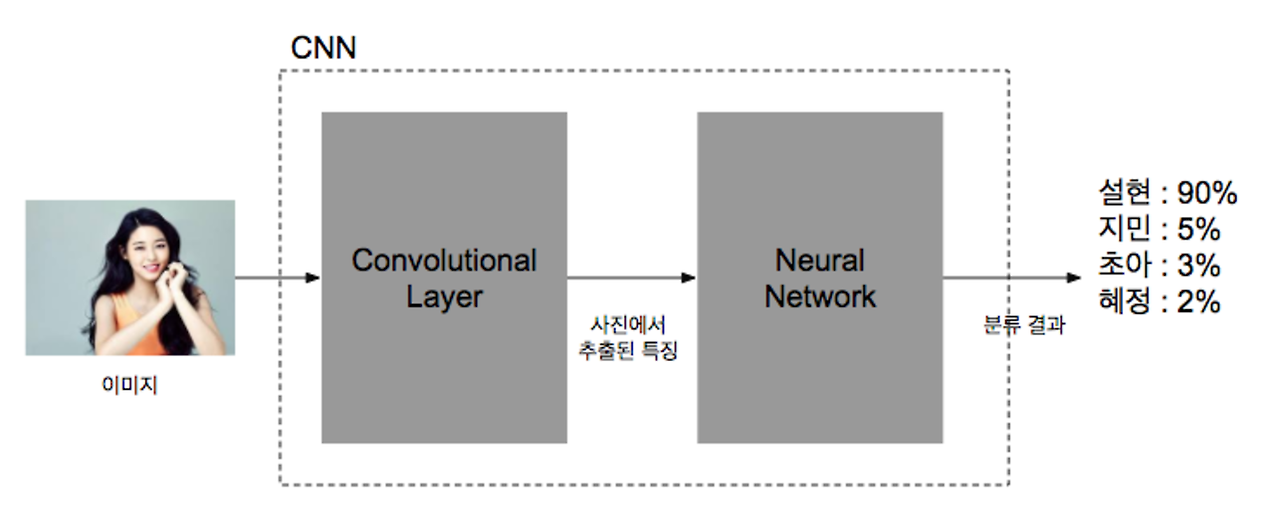 CNN
이미지
Convolutional
Layer
사진에서
추출된 특징
Neural
Network
분류 결과
설현 : 90%
지민 : 5%
초아 : 3%
혜정 : 2%